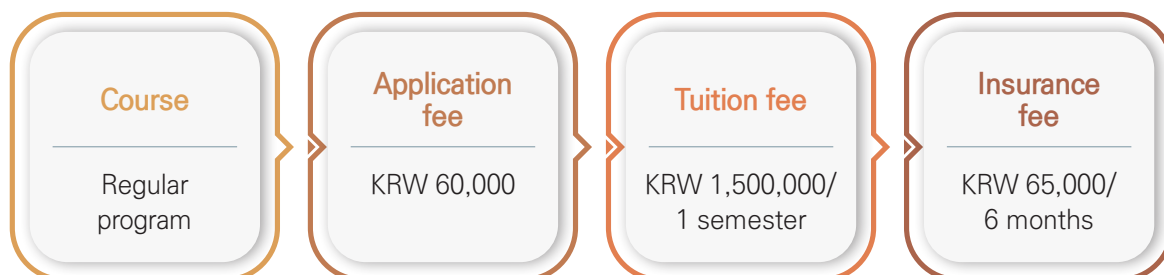 Course
Regular
program
Application
fee
KRW 60,000
Tuition fee
KRW 1,500,000/
1 semester
Insurance
fee
KRW 65,000/
6 months